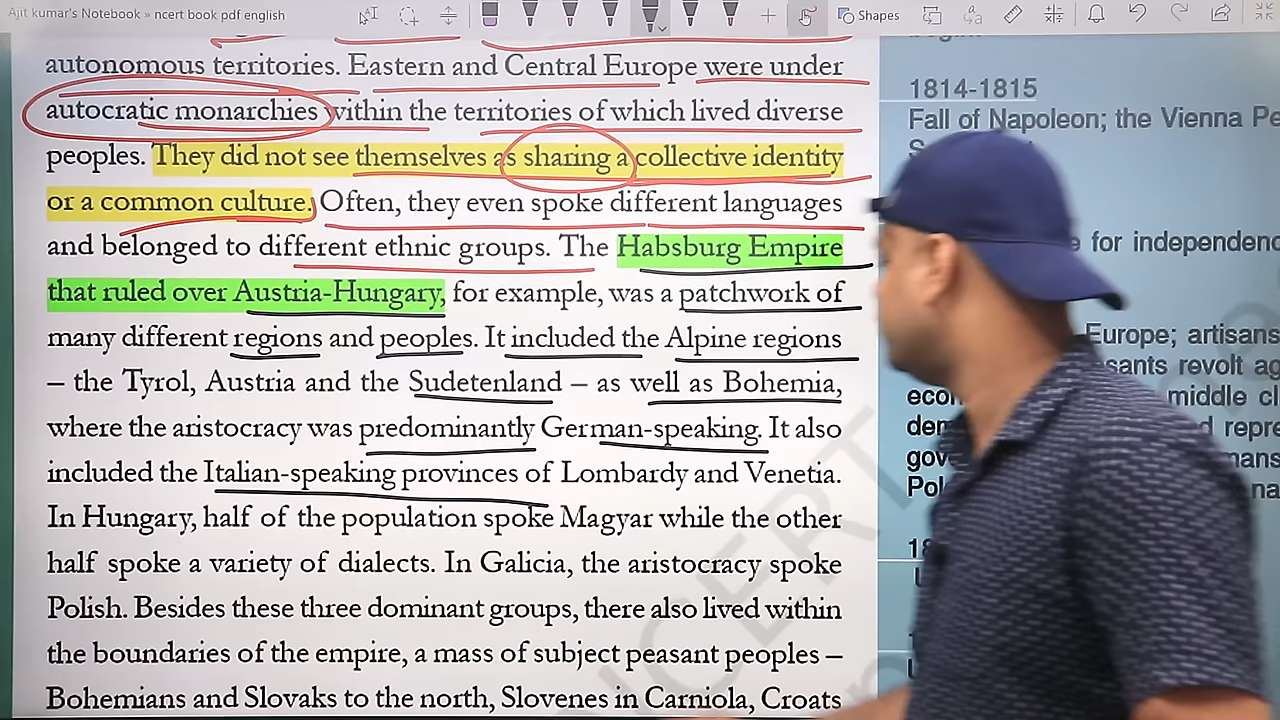 Ajit kumar's Notebook » ncert book pdf english
Shapes
autonomous territories. Eastern and Central Europe were under
autocratic monarchies within the territories of which lived diverse
peoples. They did not see themselves as sharing a collective identity
or a common culture. Often, they even spoke different languages
and belonged to different ethnic groups. The Habsburg Empire
that ruled over Austria-Hungary, for example, was a patchwork of
many different regions and peoples. It included the Alpine regions
– the Tyrol, Austria and the Sudetenland – as well as Bohemia,
where the aristocracy was predominantly German-speaking. It also
included the Italian-speaking provinces of Lombardy and Venetia.
In Hungary, half of the population spoke Magyar while the other
half spoke a variety of dialects. In Galicia, the aristocracy spoke
Polish. Besides these three dominant groups, there also lived within
the boundaries of the empire, a mass of subject peasant peoples –
Bohemians and Slovaks to the north, Slovenes in Carniola, Croats
1814-1815
Fall of Napoleon; the Vienna
for
Europe; artisans
revolt
middle